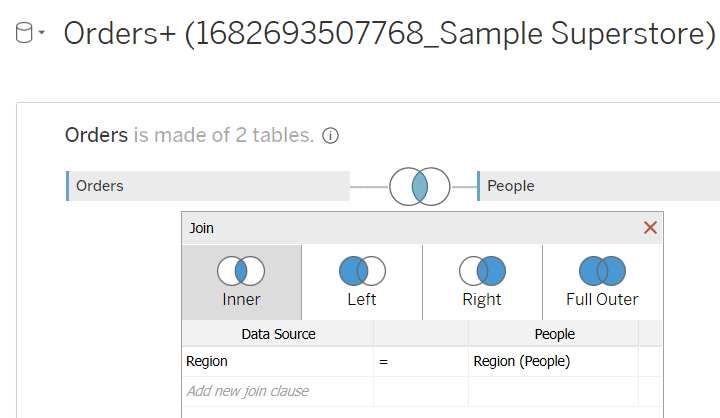 Orders+ (1682693507768_Sample Superstore)
Orders is made of 2 tables.
Orders People
Join
Inner Left Right Full Outer
Data Source People
Region = Region (People)
Add new join clause